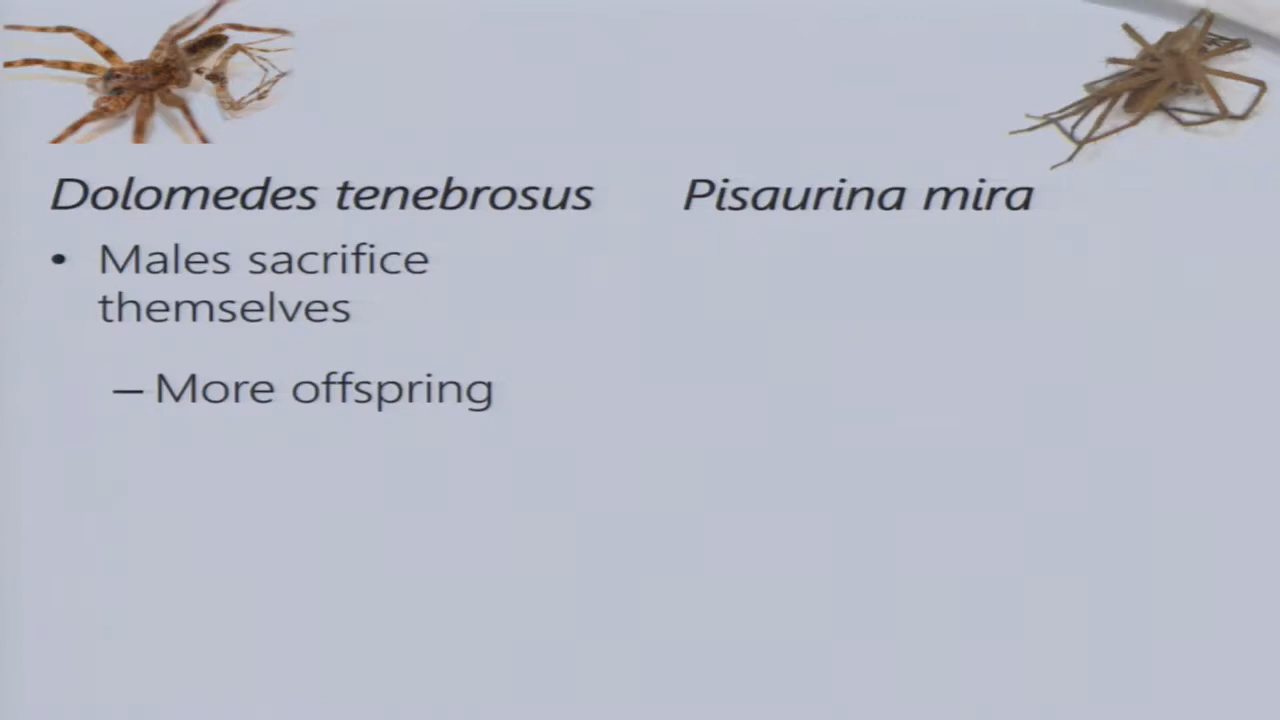 Dolomedes tenebrosus
Pisaurina mira
• Males sacrifice
themselves
– More offspring